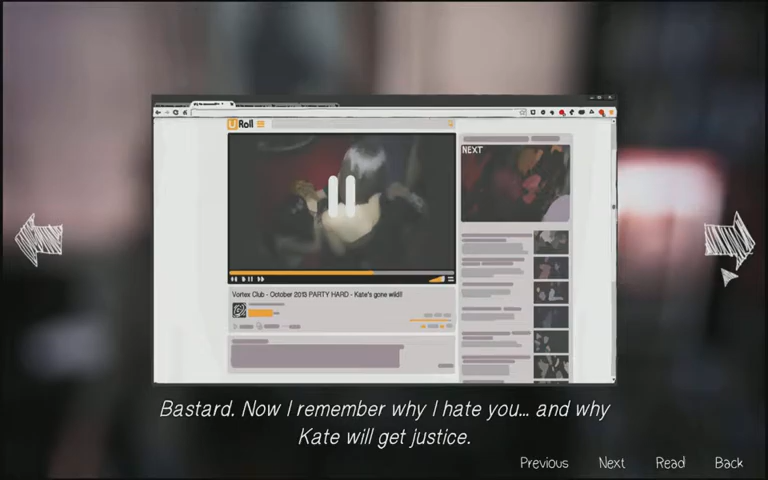 URoll
NEXT
Vortex Club - October 2013 PARTY HARD - Kate's gone wild!!
Bastard. Now I remember why I hate you... and why
Kate will get justice.
Previous Next Read Back